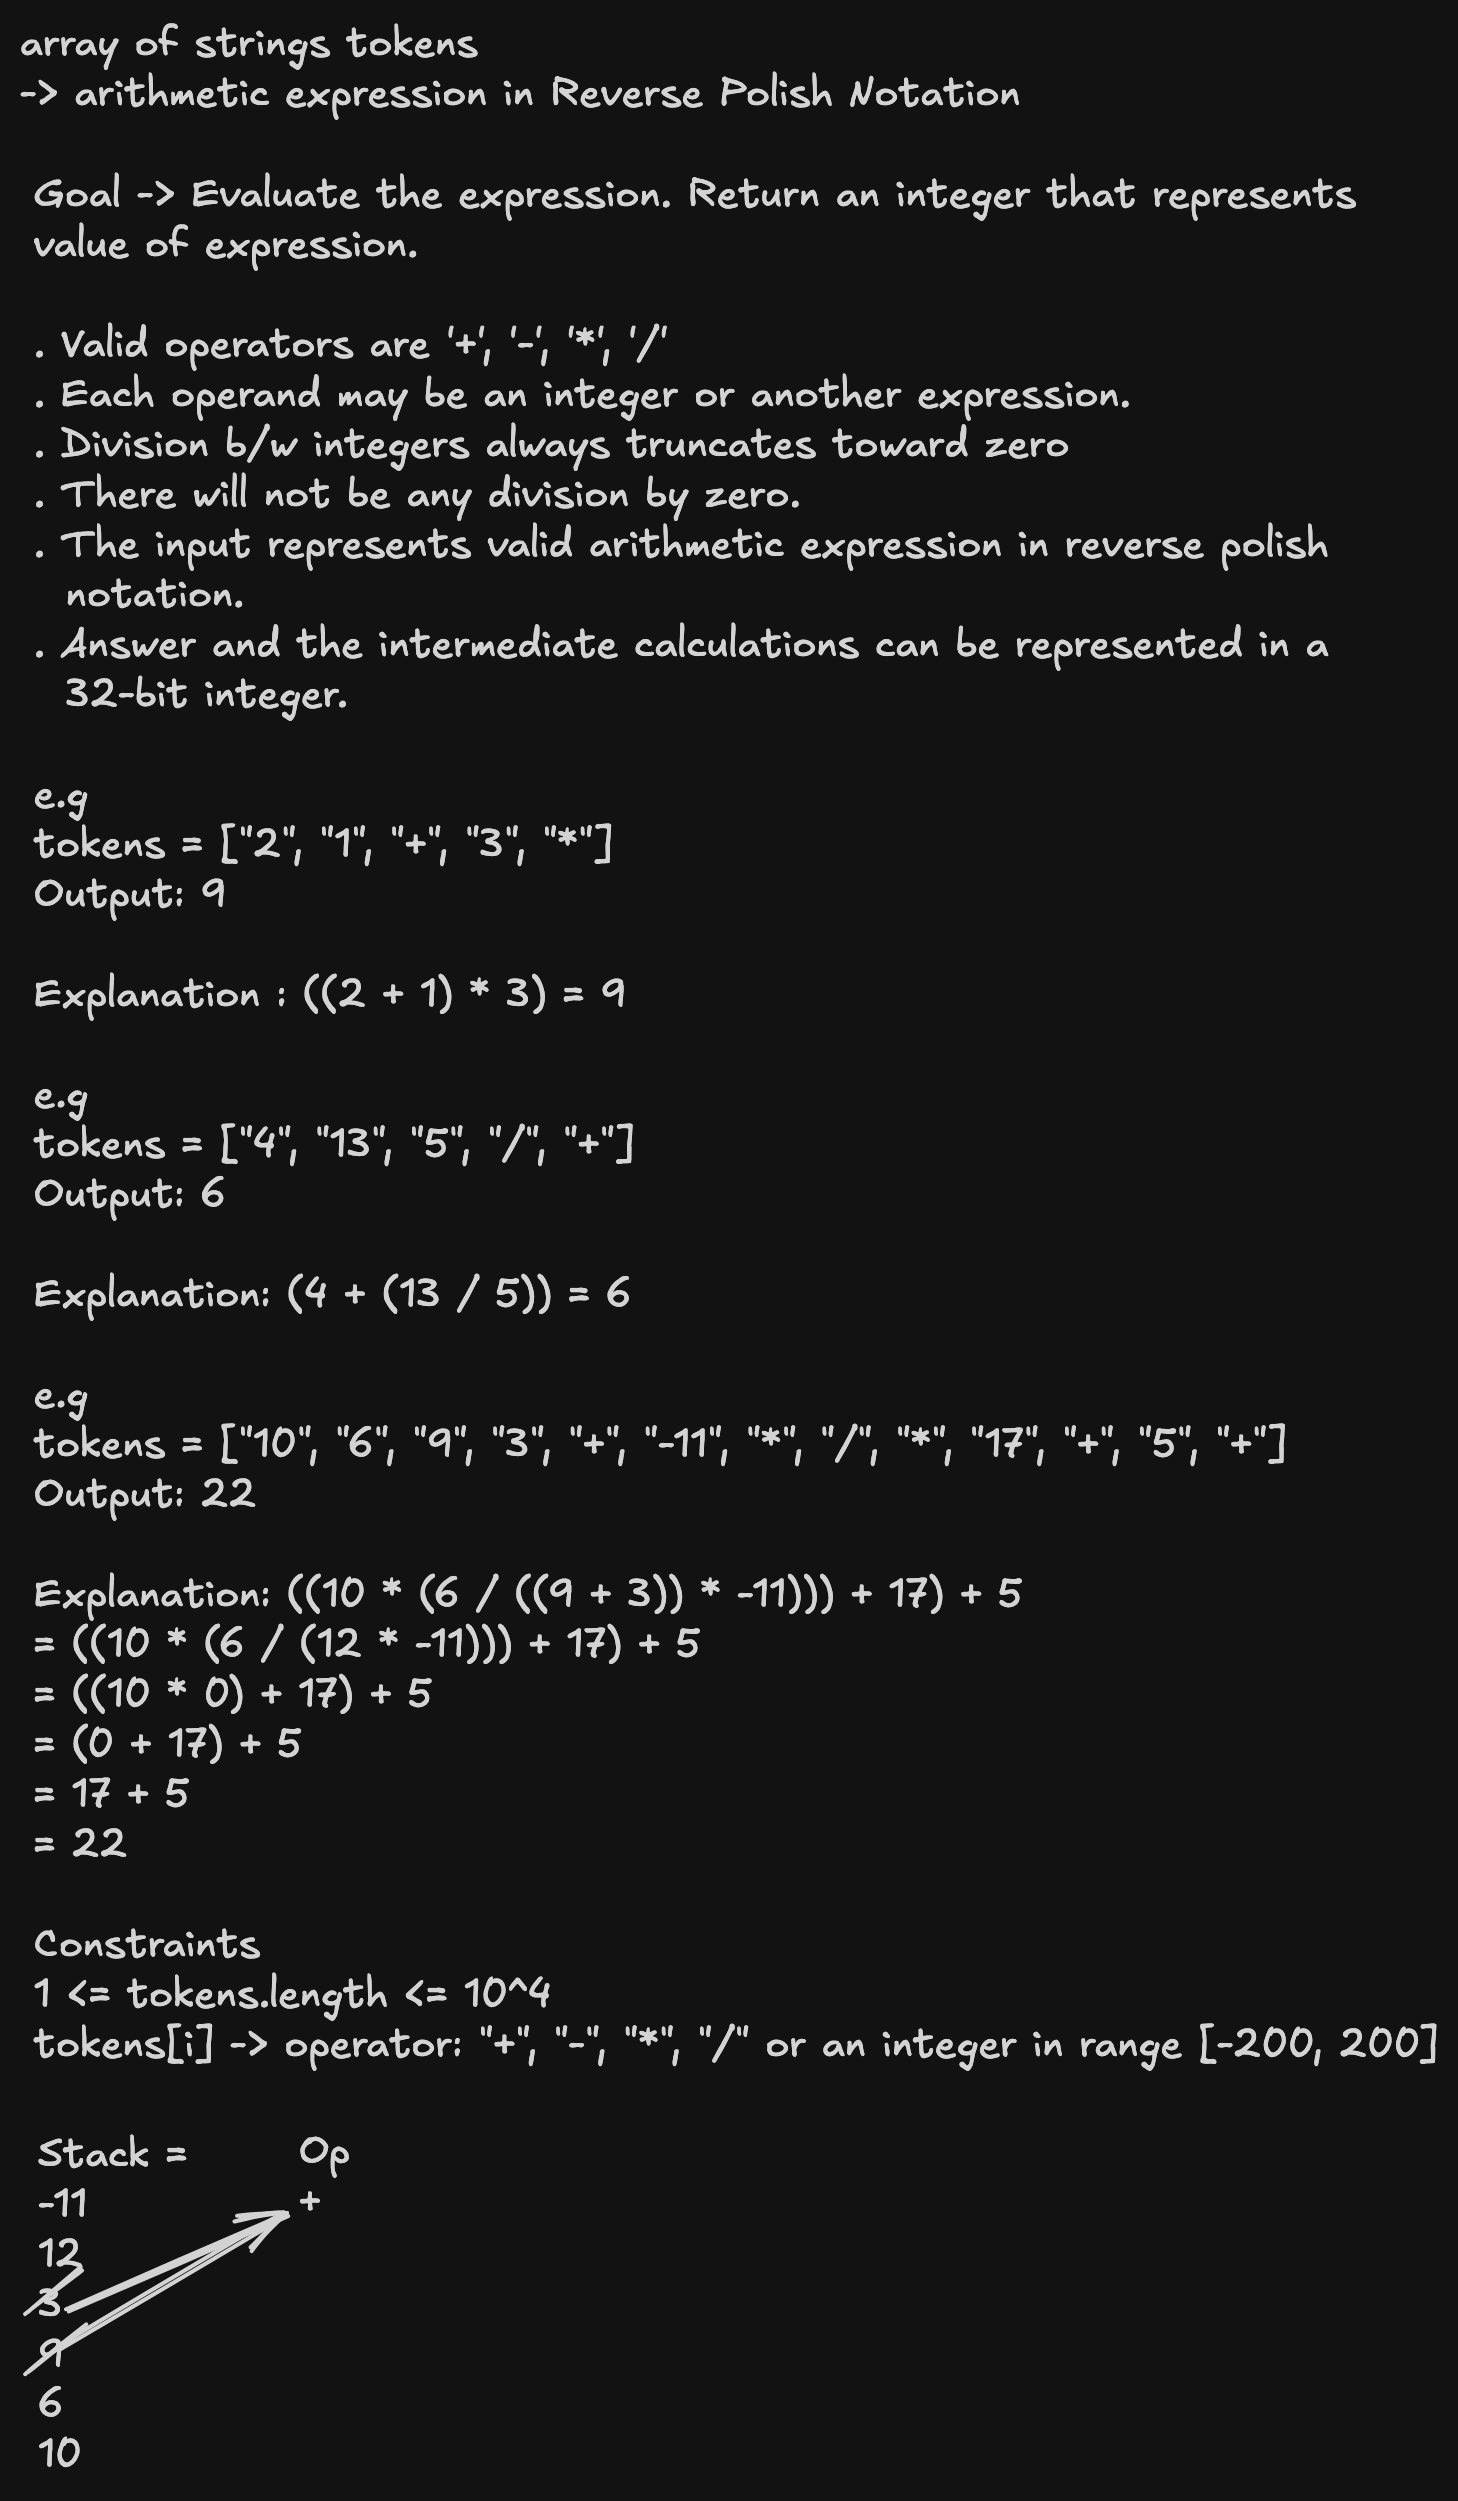 array of strings tokens
-> arithmetic expression in Reverse Polish Notation
Goal -> Evaluate the expression. Return an integer that represents
value of expression.
. Valid operators are '+', '-', '*', '/'
. Each operand may be an integer or another expression.
. Division b/w integers always truncates toward zero
. There will not be any division by zero.
. The input represents valid arithmetic expression in reverse polish
notation.
. Answer and the intermediate calculations can be represented in a
32-bit integer.
e.g
tokens = ["2", "1", "+", "3", "*"]
Output: 9
Explanation : ((2 + 1) * 3) = 9
e.g
tokens = ["4", "13", "5", "/", "+"]
Output: 6
Explanation: (4 + (13 / 5)) = 6
e.g
tokens = ["10", "6", "9", "3", "+", "-11", "*", "/", "*", "17", "+", "5", "+"]
Output: 22
Explanation: ((10 * (6 / ((9 + 3)) * -11))) + 17) + 5
= ((10 * (6 / (12 * -11))) + 17) + 5
= ((10 * 0) + 17) + 5
= (0 + 17) + 5
= 17 + 5
= 22
Constraints
1 <= tokens.length <= 10^4
tokens[i] -> operator: "+", "-", "*", "/" or an integer in range [-200, 200]
Stack = Op
-11 +
12
3
9
6
10